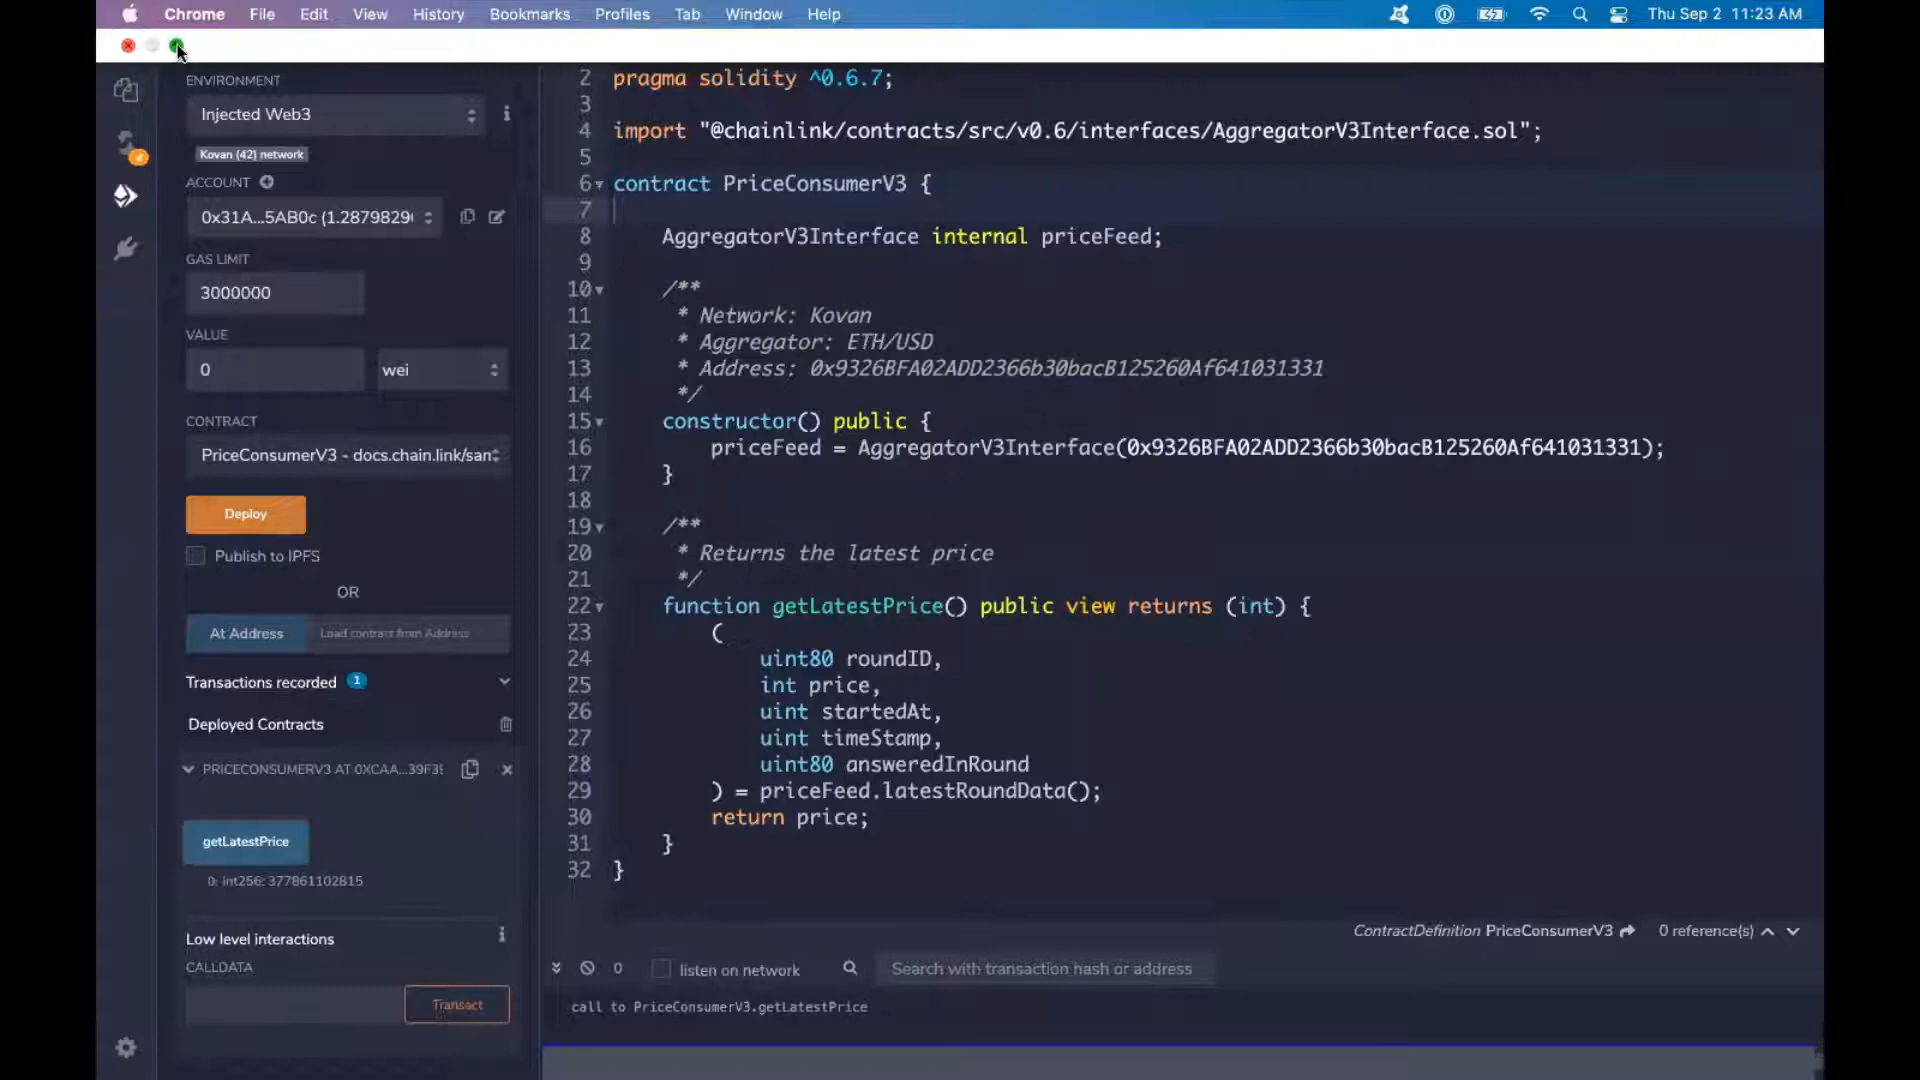 Chrome File Edit View History Bookmarks Profiles Tab Window Help Thu Sep 2 11:23 AM
ENVIRONMENT
Injected Web3
Kovan (42) network
ACCOUNT
0x31A...5AB0c (1.2879829
GAS LIMIT
3000000
VALUE
0 wei
CONTRACT
PriceConsumerV3 - docs.chain.link/sam
Deploy
Publish to IPFS
OR
At Address Load contract from Address
Transactions recorded 1
Deployed Contracts
PRICECONSUMERV3 AT 0XCAA...39F35
getLatestPrice
0: int256: 377861102815
Low level interactions
CALLDATA
Transact
2 pragma solidity ^0.6.7;
3
4 import "@chainlink/contracts/src/v0.6/interfaces/AggregatorV3Interface.sol";
5
6 contract PriceConsumerV3 {
7
8 AggregatorV3Interface internal priceFeed;
9
10 /**
11 * Network: Kovan
12 * Aggregator: ETH/USD
13 * Address: 0x9326BFA02ADD2366b30bacB125260Af641031331
14 */
15 constructor() public {
16 priceFeed = AggregatorV3Interface(0x9326BFA02ADD2366b30bacB125260Af641031331);
17 }
18
19 /**
20 * Returns the latest price
21 */
22 function getLatestPrice() public view returns (int) {
23 (
24 uint80 roundID,
25 int price,
26 uint startedAt,
27 uint timeStamp,
28 uint80 answeredInRound
29 ) = priceFeed.latestRoundData();
30 return price;
31 }
32 }
ContractDefinition PriceConsumerV3 0 reference(s)
0 listen on network Search with transaction hash or address
call to PriceConsumerV3.getLatestPrice